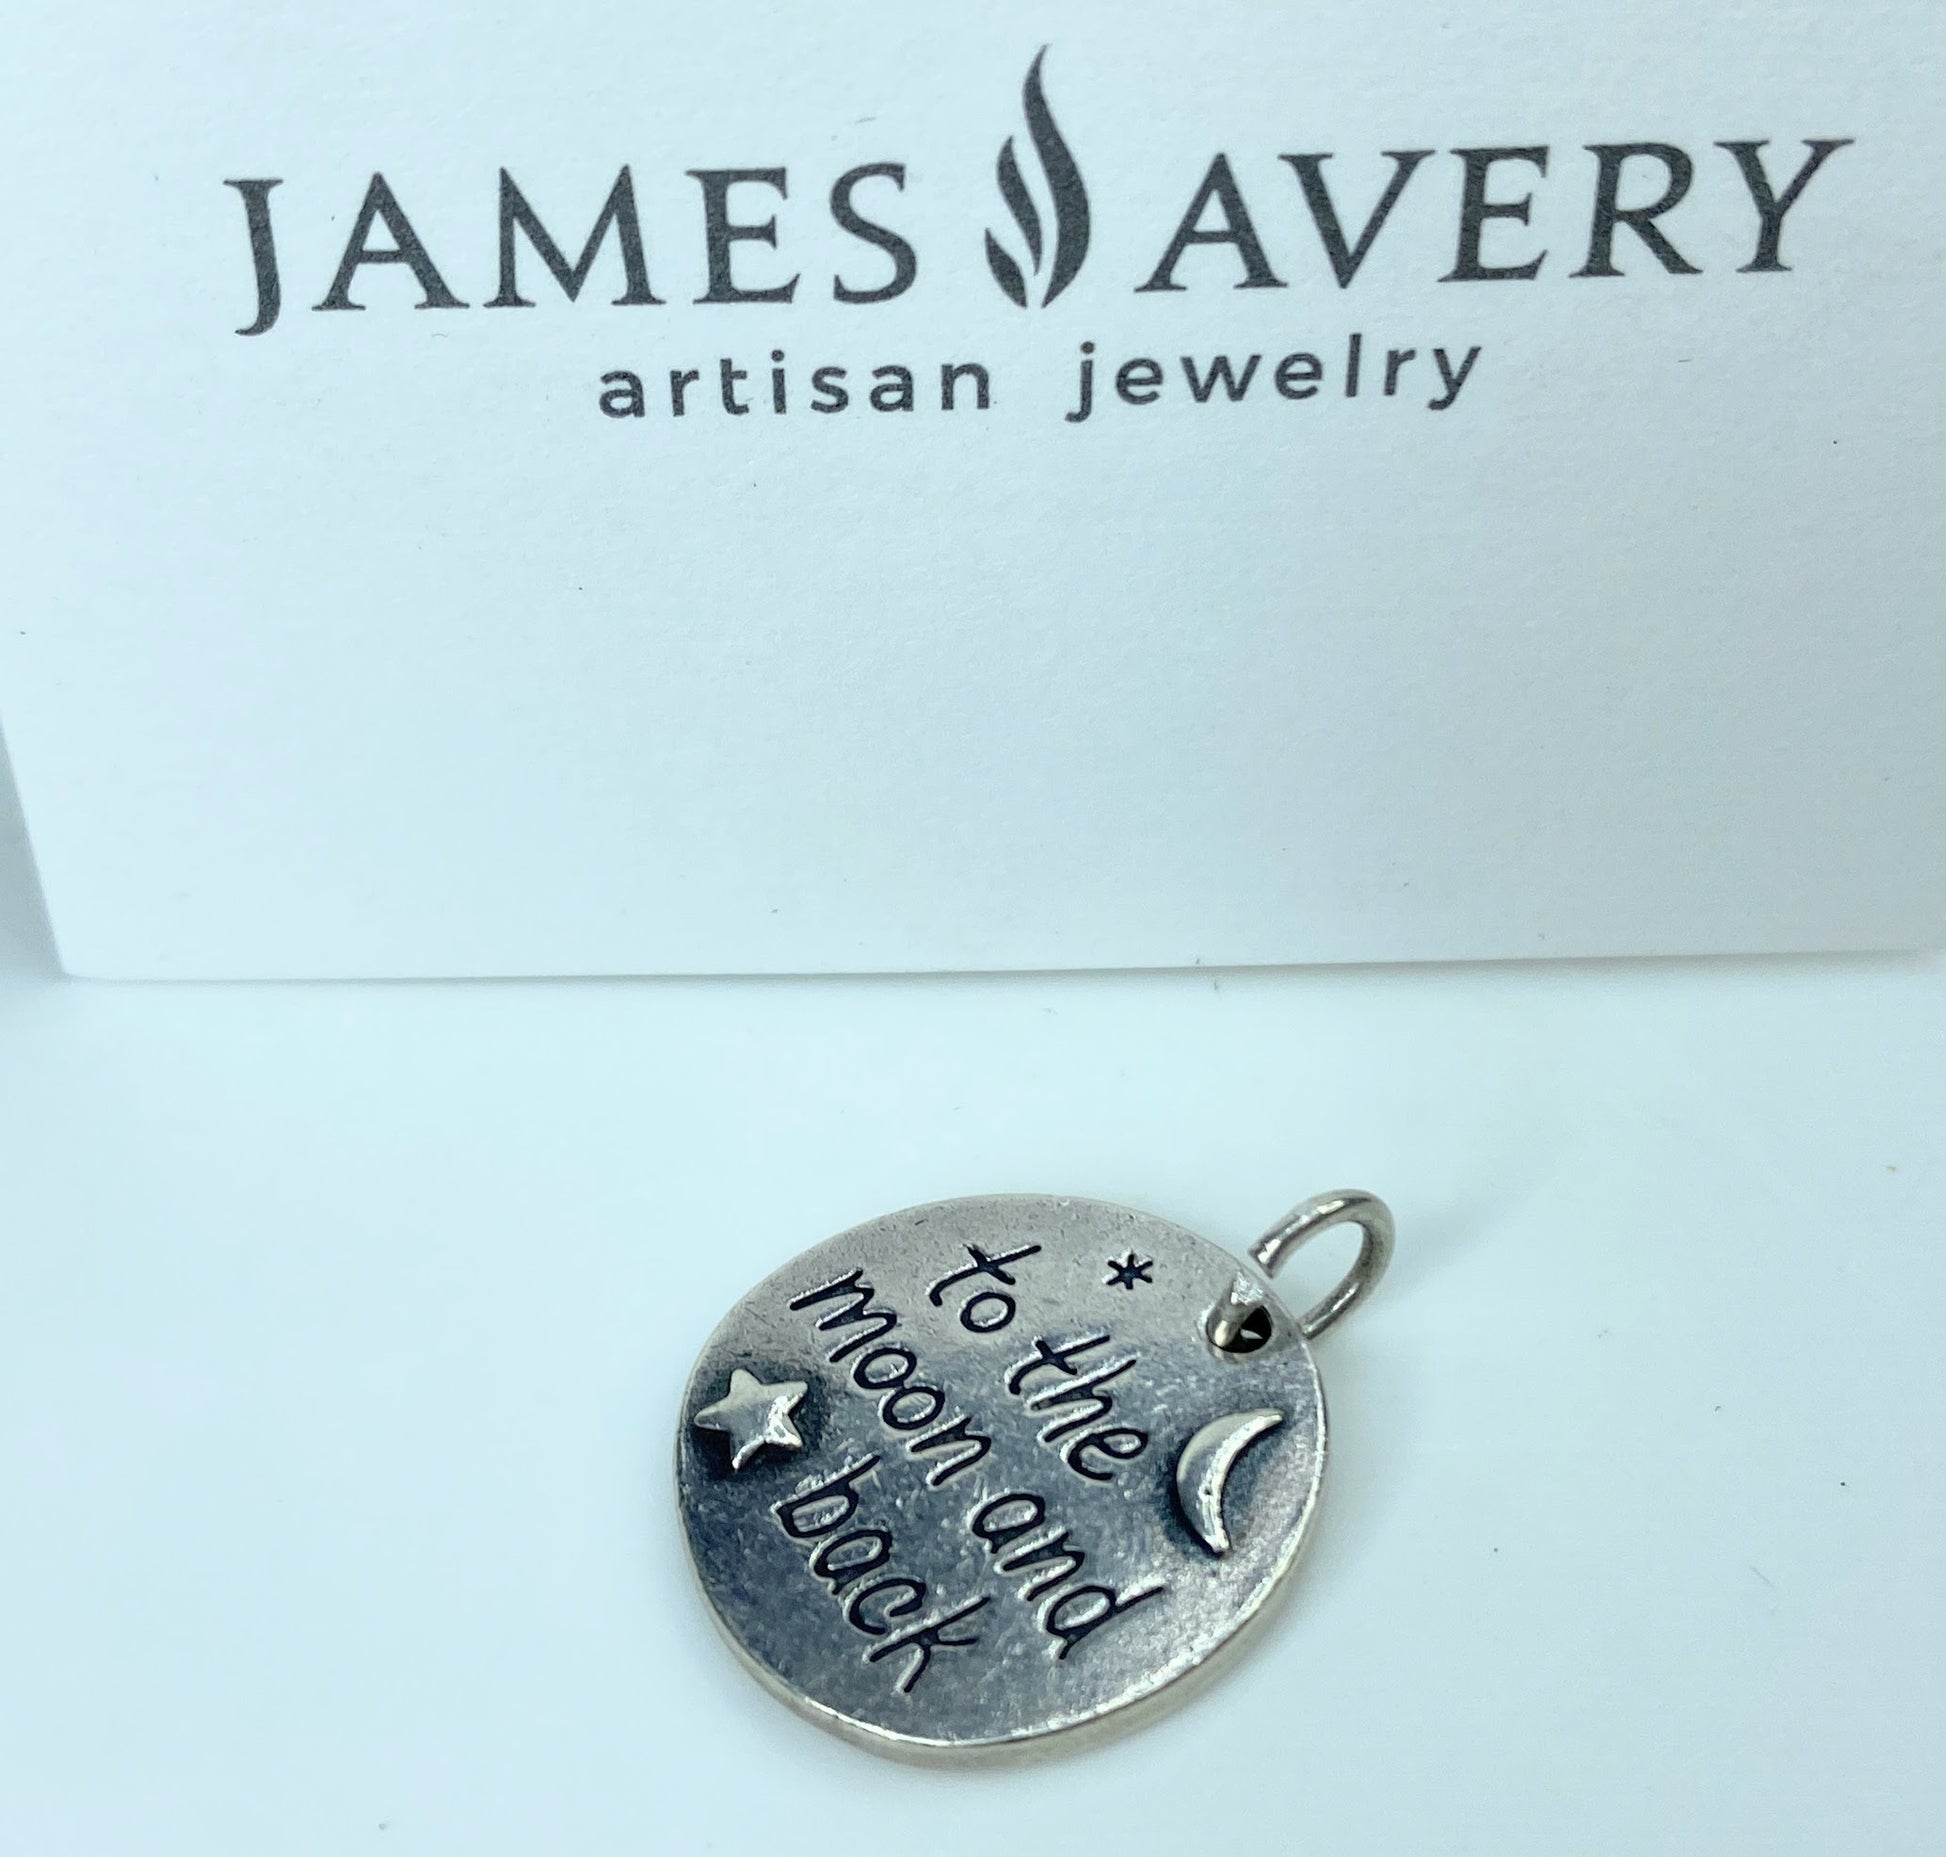 JAMES AVERY
artisan jewelry
to the
moon and
back